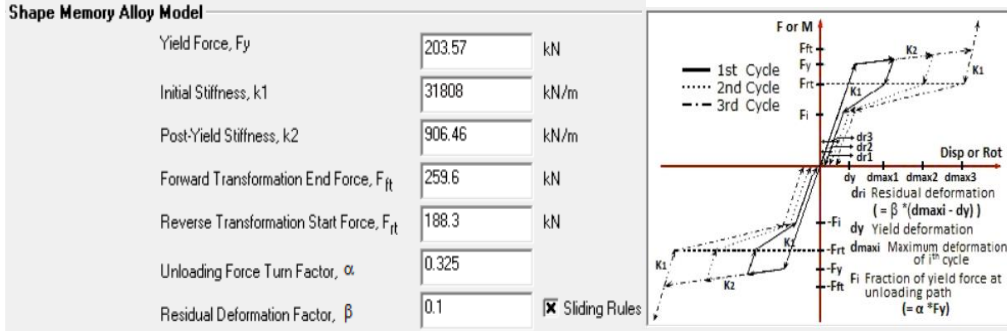 Shape Memory Alloy Model
Yield Force, Fy 203.57 kN
Initial Stiffness, k1 31808 kN/m
Post-Yield Stiffness, k2 906.46 kN/m
Forward Transformation End Force, Fft 259.6 kN
Reverse Transformation Start Force, Frt 188.3 kN
Unloading Force Turn Factor, α 0.325
Residual Deformation Factor, β 0.1 Sliding Rules
F or M
Fft
Fy
Frt
Fi
K2
K1
K1
1st Cycle
2nd Cycle
3rd Cycle
dr3
dr2
dr1
Disp or Rot
dy dmax1 dmax2 dmax3
dri Residual deformation
( = β *(dmaxi - dy) )
dy Yield deformation
dmaxi Maximum deformation
of ith cycle
Fi Fraction of yield force at
unloading path
(= α *Fy)
-Fi
-Frt
-Fy
-Fft
K1
K1
K2